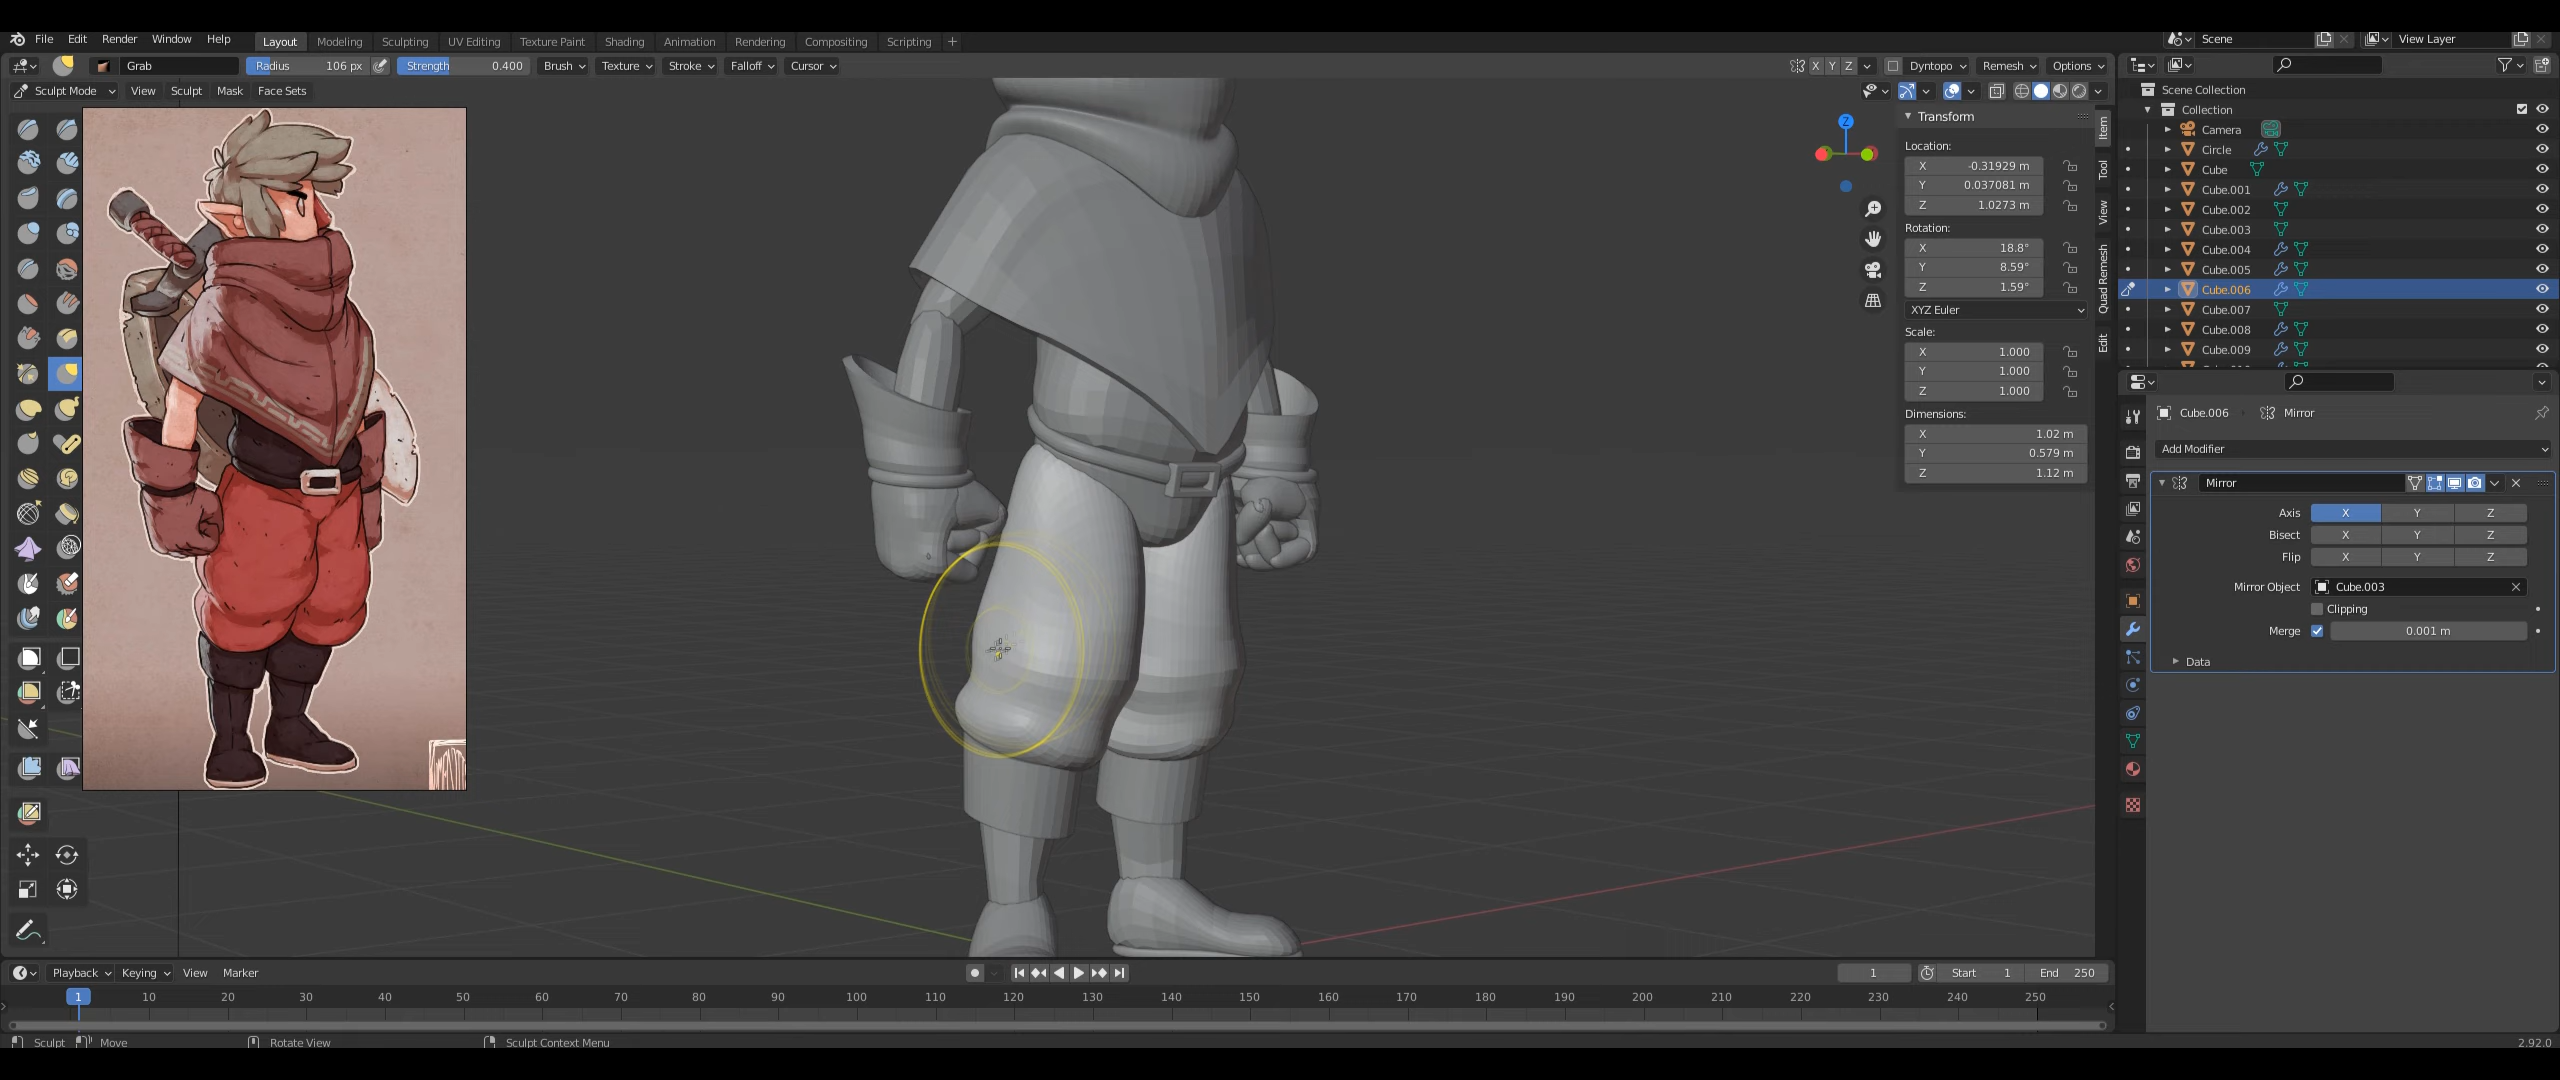 File Edit Render Window Help Layout Modeling Sculpting UV Editing Texture Paint Shading Animation Rendering Compositing Scripting + Scene View Layer
Grab Radius 106 px Strength 0.400 Brush Texture Stroke Falloff Cursor X Y Z Dyntopo Remesh Options
Sculpt Mode View Sculpt Mask Face Sets
Z
Transform
Location:
X -0.31929 m
Y 0.037081 m
Z 1.0273 m
Rotation:
X 18.8°
Y 8.59°
Z 1.59°
XYZ Euler
Scale:
X 1.000
Y 1.000
Z 1.000
Dimensions:
X 1.02 m
Y 0.579 m
Z 1.12 m
Item
Tool
View
Quad Remesh
Edit
Scene Collection
Collection
Camera
Circle
Cube
Cube.001
Cube.002
Cube.003
Cube.004
Cube.005
Cube.006
Cube.007
Cube.008
Cube.009
Cube.006 Mirror
Add Modifier
Mirror
Axis X Y Z
Bisect X Y Z
Flip X Y Z
Mirror Object Cube.003
Clipping
Merge 0.001 m
Data
Playback Keying View Marker 1 Start 1 End 250
1 10 20 30 40 50 60 70 80 90 100 110 120 130 140 150 160 170 180 190 200 210 220 230 240 250
Sculpt Move Rotate View Sculpt Context Menu 2.92.0